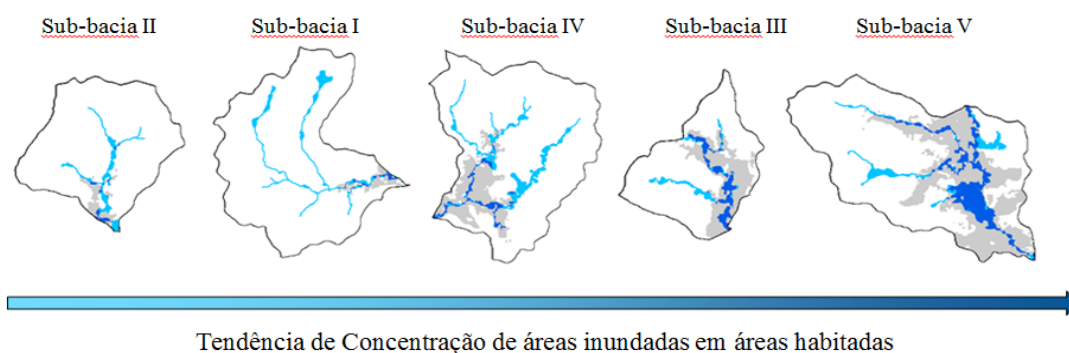 Sub-bacia II
Sub-bacia I
Sub-bacia IV
Sub-bacia III
Sub-bacia V
Tendência de Concentração de áreas inundadas em áreas habitadas